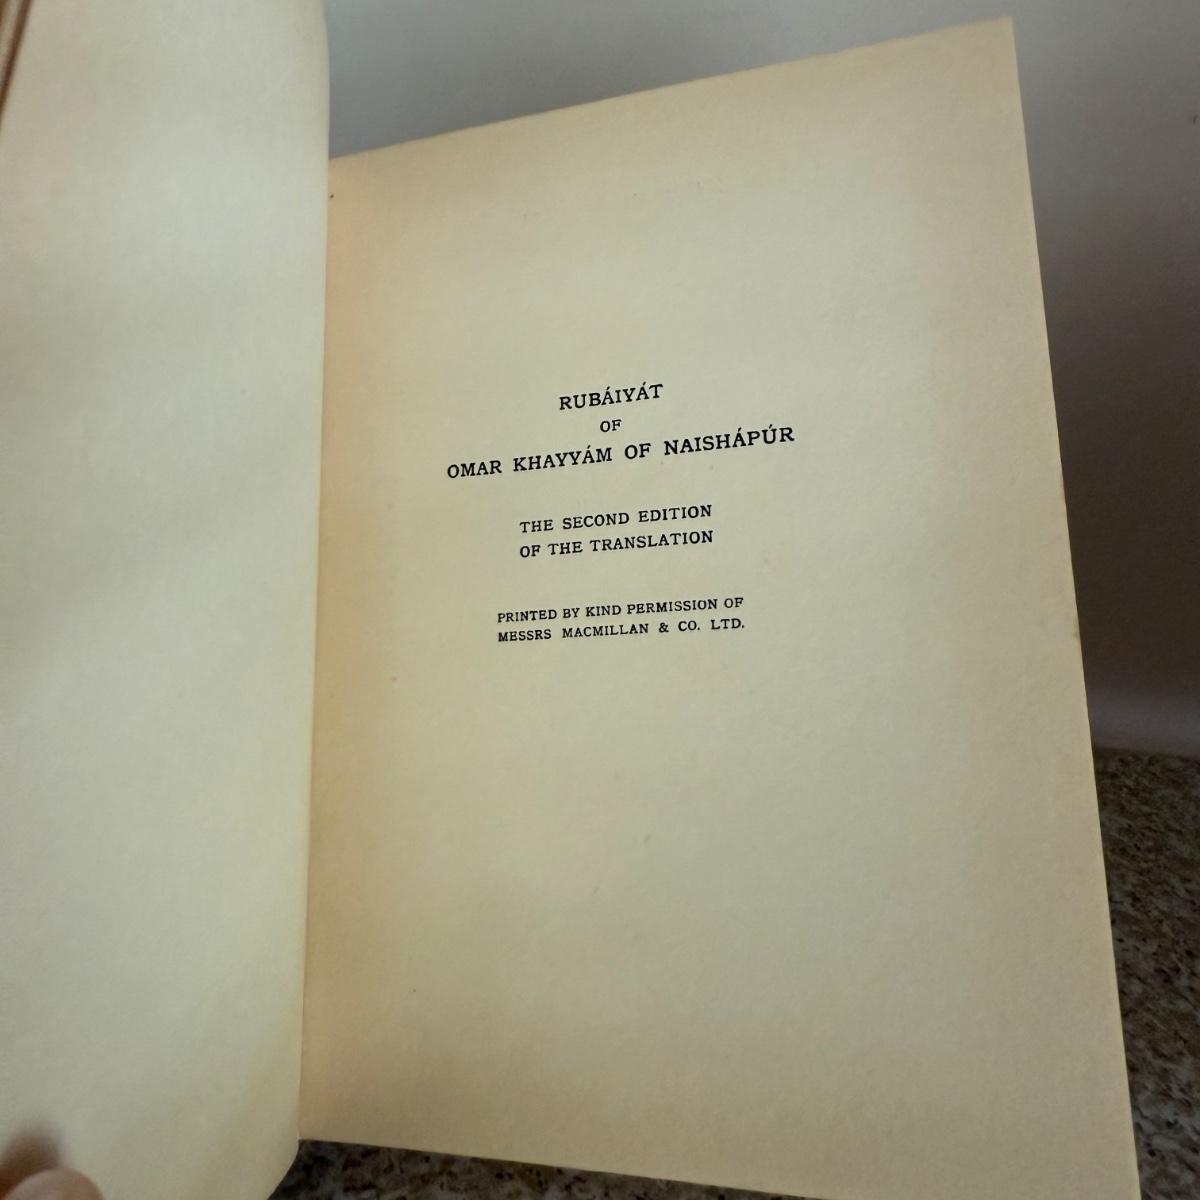 RUBÁIYÁT
OF
OMAR KHAYYÁM OF NAISHÁPÚR
THE SECOND EDITION
OF THE TRANSLATION
PRINTED BY KIND PERMISSION OF
MESSRS MACMILLAN & CO. LTD.